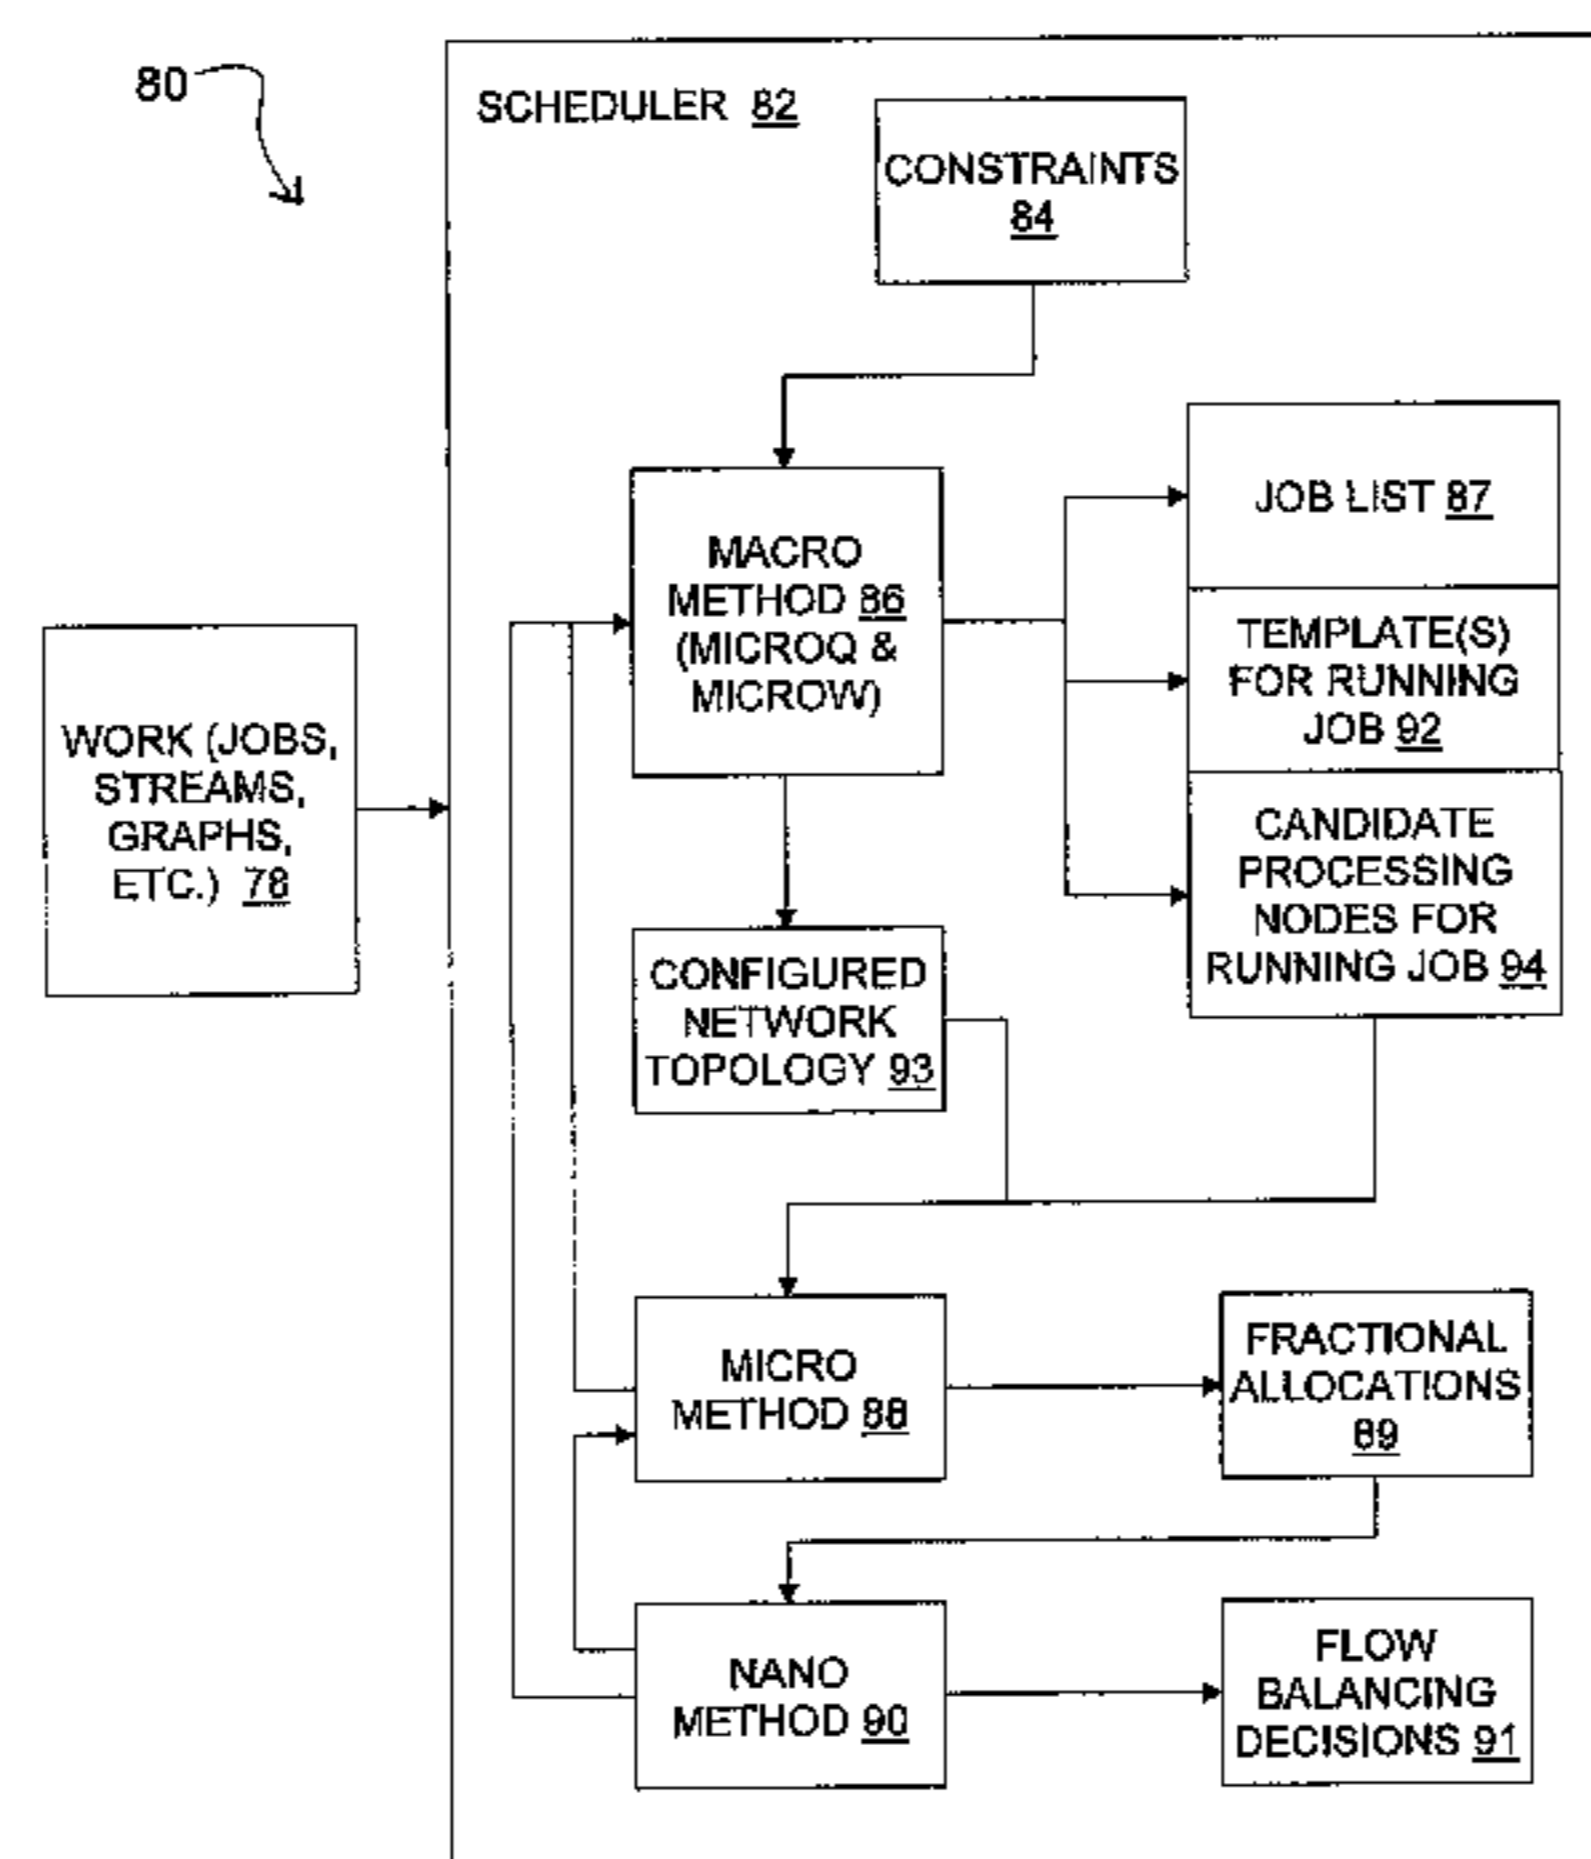 80
SCHEDULER 82
CONSTRAINTS
84
JOB LIST 87
MACRO
METHOD 86
(MICROQ &
MICROW)
TEMPLATE(S)
FOR RUNNING
JOB 92
WORK (JOBS,
STREAMS,
GRAPHS,
ETC.) 78
CANDIDATE
PROCESSING
NODES FOR
RUNNING JOB 94
CONFIGURED
NETWORK
TOPOLOGY 93
MICRO
METHOD 88
FRACTIONAL
ALLOCATIONS
89
NANO
METHOD 90
FLOW
BALANCING
DECISIONS 91